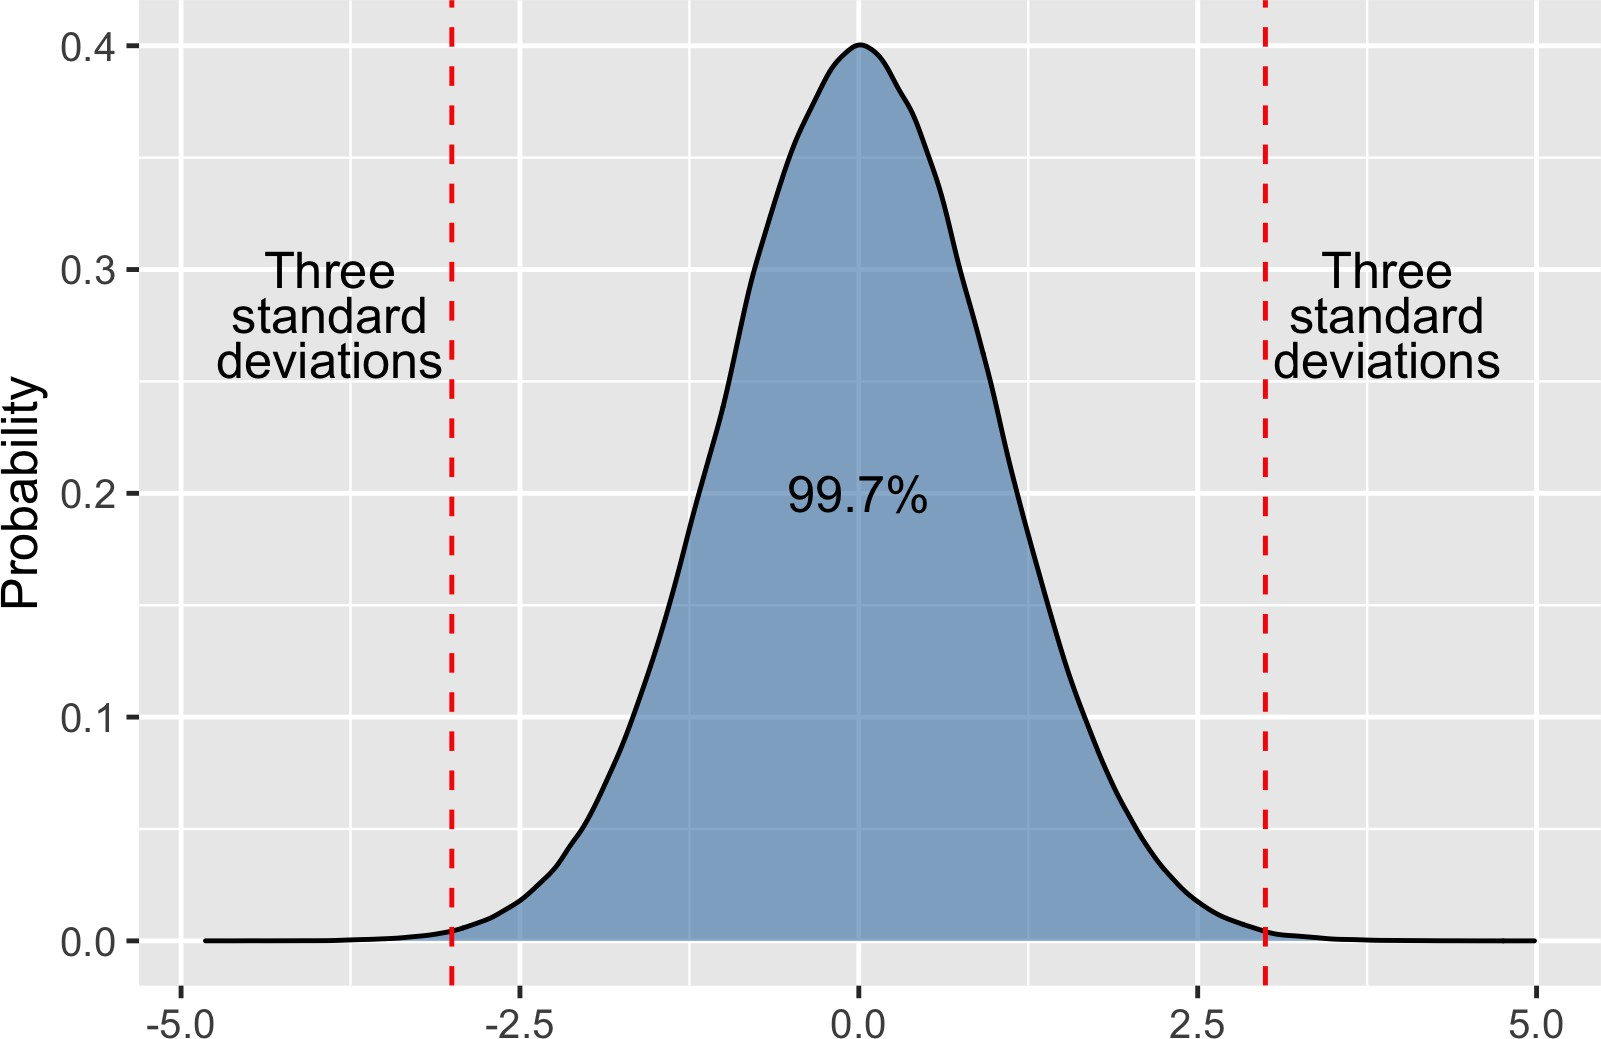 0.4
0.3
0.2
0.1
0.0
Probability
Three
standard
deviations
99.7%
Three
standard
deviations
-5.0
-2.5
0.0
2.5
5.0